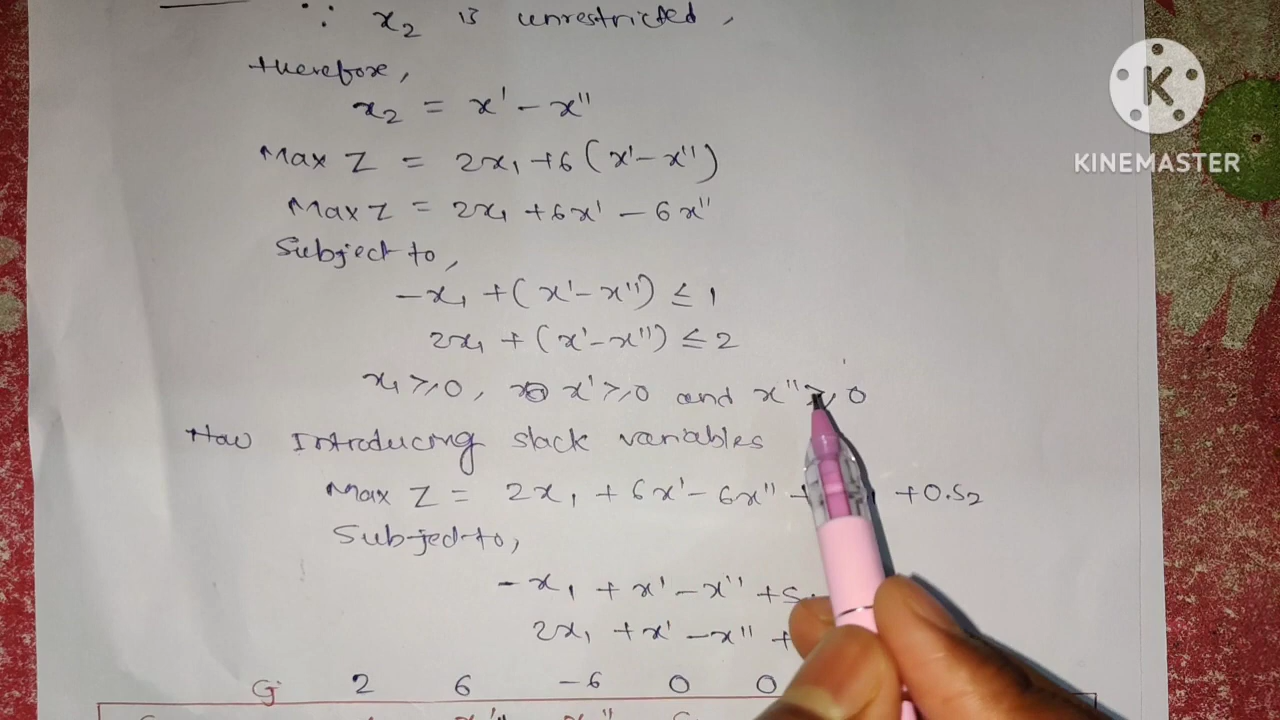 ∵ x2 is unrestricted,
therefore,
x2 = x' - x''
Max Z = 2x1 + 6(x' - x'')
Max Z = 2x1 + 6x' - 6x''
Subject to,
-x1 + (x' - x'') ≤ 1
2x1 + (x' - x'') ≤ 2
x1 ≥ 0, x' ≥ 0 and x'' ≥ 0
Now Introducing slack variables
Max Z = 2x1 + 6x' - 6x'' + +0.S2
Subject to,
-x1 + x' - x'' + S
2x1 + x' - x'' +
Cj 2 6 -6 0 0
K
KINEMASTER